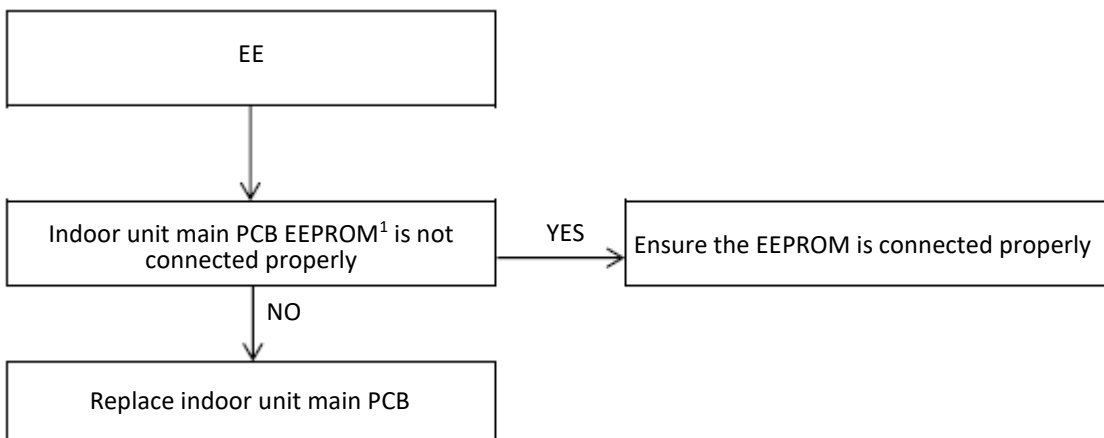 EE
Indoor unit main PCB EEPROM¹ is not
connected properly
YES
Ensure the EEPROM is connected properly
NO
Replace indoor unit main PCB